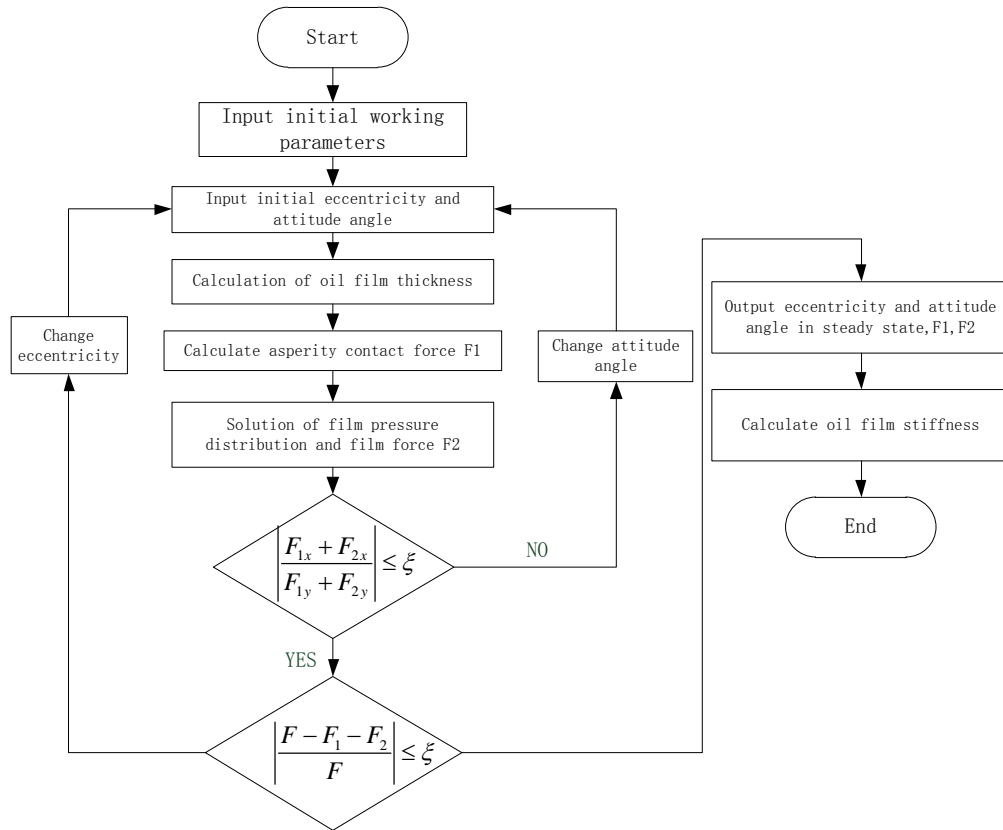 Start
Input initial working
parameters
Input initial eccentricity and
attitude angle
Calculation of oil film thickness
Change
eccentricity
Calculate asperity contact force F1
Change attitude
angle
Solution of film pressure
distribution and film force F2
|F₁ₓ + F₂ₓ / F₁ᵧ + F₂ᵧ| ≤ ξ
NO
YES
|F − F₁ − F₂ / F| ≤ ξ
Output eccentricity and attitude
angle in steady state,F1,F2
Calculate oil film stiffness
End